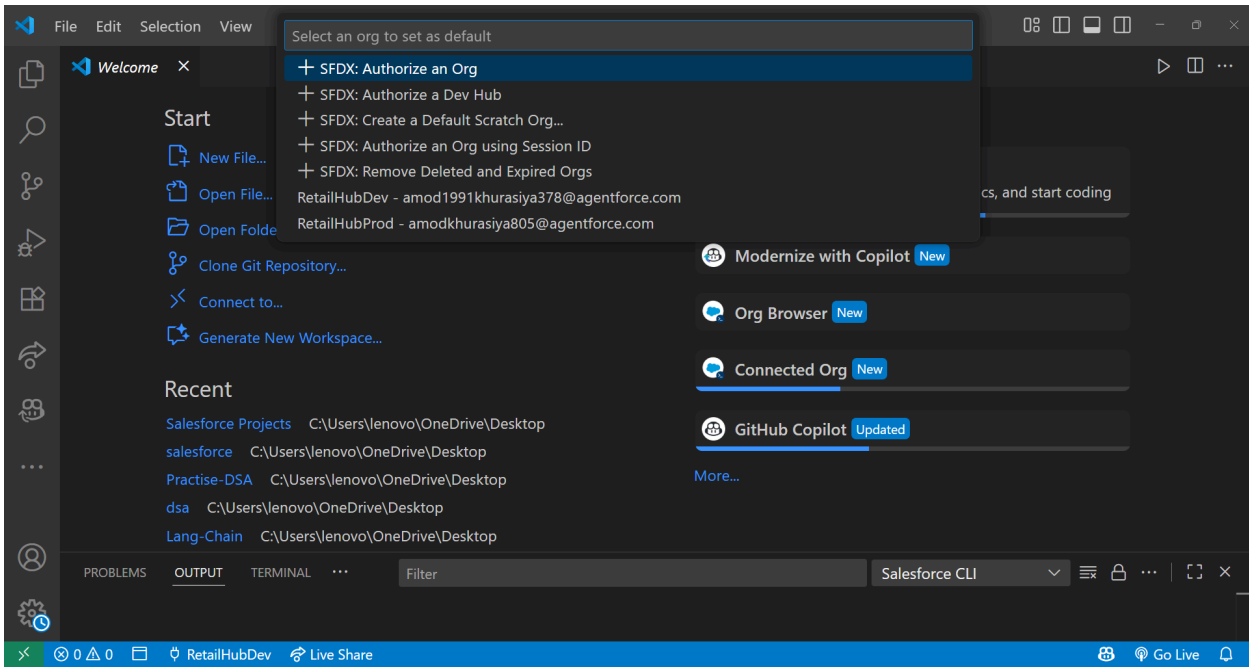 File Edit Selection View
Select an org to set as default
Welcome
SFDX: Authorize an Org
SFDX: Authorize a Dev Hub
SFDX: Create a Default Scratch Org...
SFDX: Authorize an Org using Session ID
SFDX: Remove Deleted and Expired Orgs
RetailHubDev - amod1991khurasiya378@agentforce.com
RetailHubProd - amodkhurasiya805@agentforce.com
Start
New File...
Open File...
Open Folde
Clone Git Repository...
Connect to...
Generate New Workspace...
Recent
Salesforce Projects C:\Users\lenovo\OneDrive\Desktop
salesforce C:\Users\lenovo\OneDrive\Desktop
Practise-DSA C:\Users\lenovo\OneDrive\Desktop
dsa C:\Users\lenovo\OneDrive\Desktop
Lang-Chain C:\Users\lenovo\OneDrive\Desktop
cs, and start coding
Modernize with Copilot New
Org Browser New
Connected Org New
GitHub Copilot Updated
More...
PROBLEMS OUTPUT TERMINAL ... Filter Salesforce CLI
0 0 RetailHubDev Live Share Go Live